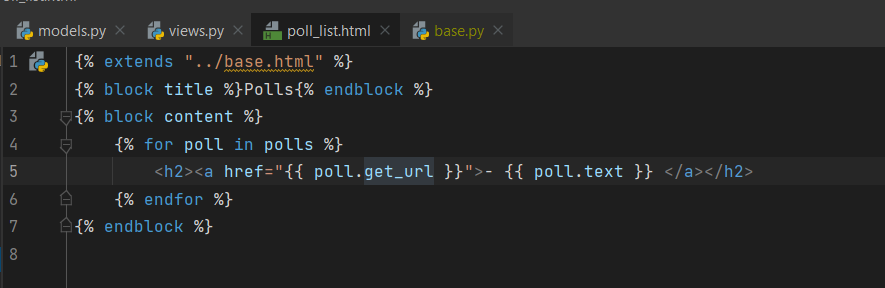 models.py views.py poll_list.html base.py
1 {% extends "../base.html" %}
2 {% block title %}Polls{% endblock %}
3 {% block content %}
4 {% for poll in polls %}
5 <h2><a href="{{ poll.get_url }}">- {{ poll.text }} </a></h2>
6 {% endfor %}
7 {% endblock %}
8